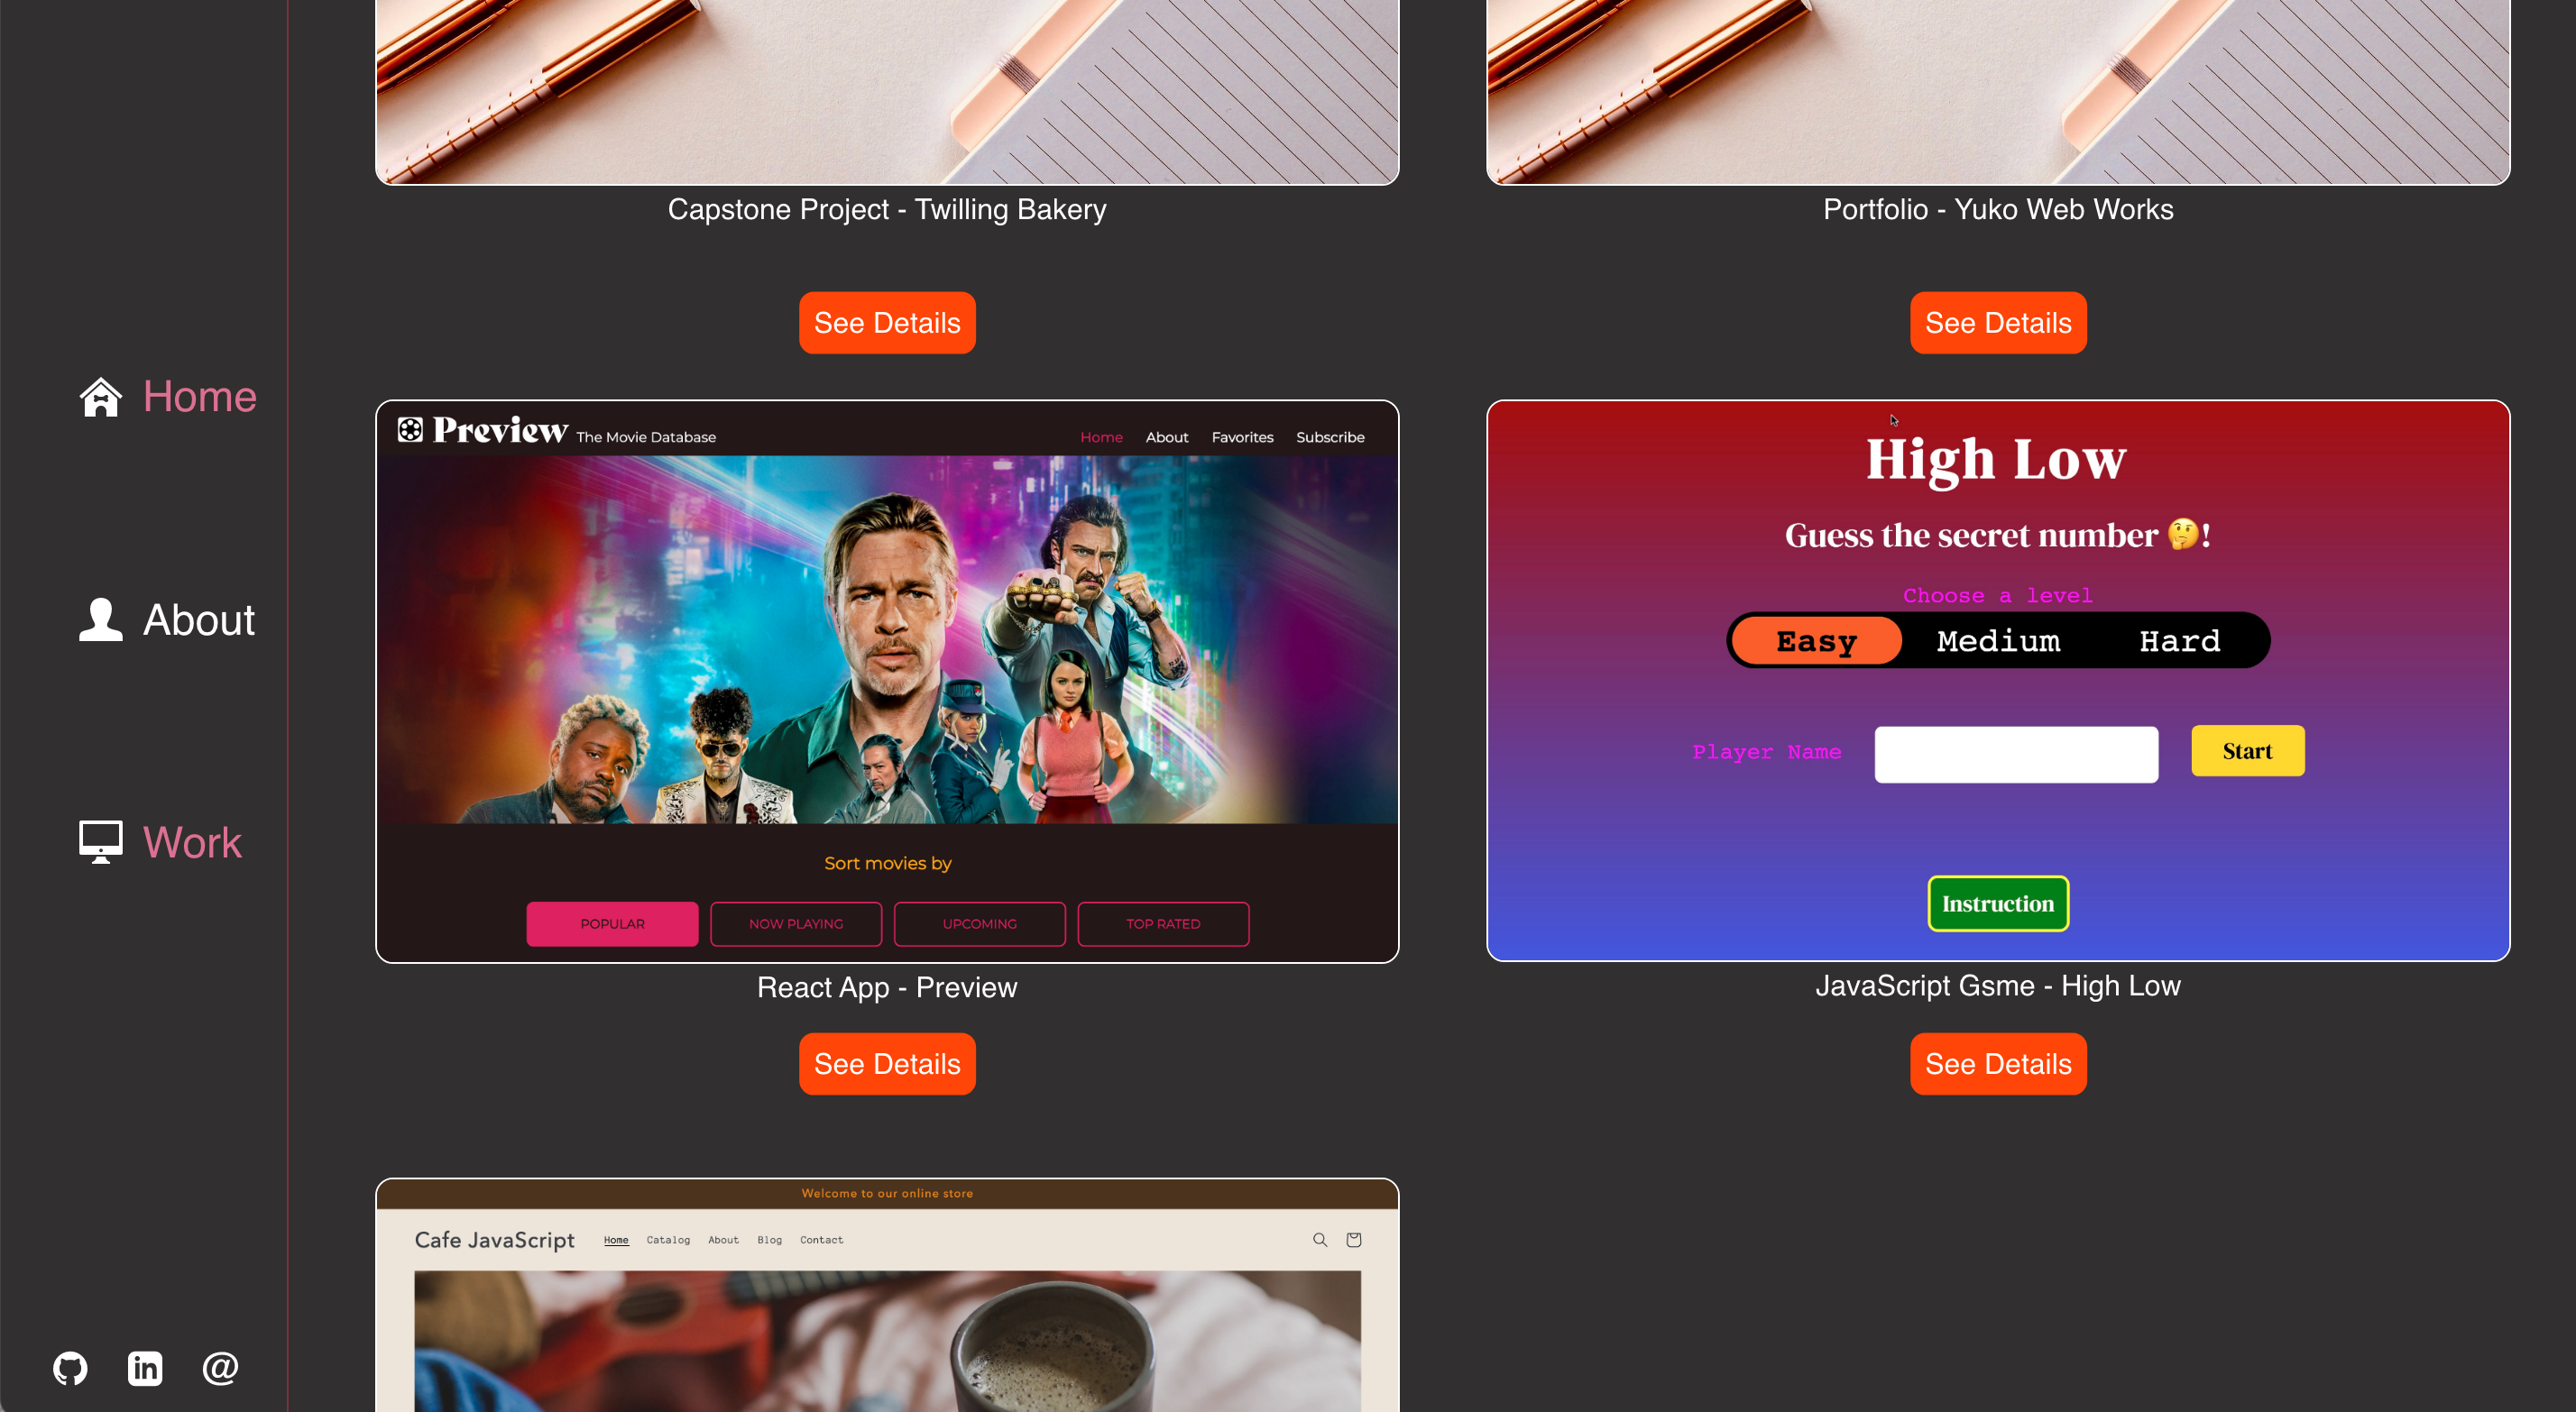 Home
About
Work
Capstone Project - Twilling Bakery
See Details
Portfolio - Yuko Web Works
See Details
Preview The Movie Database
Home About Favorites Subscribe
Sort movies by
POPULAR NOW PLAYING UPCOMING TOP RATED
React App - Preview
See Details
High Low
Guess the secret number 🤔!
Choose a level
Easy Medium Hard
Player Name Start
Instruction
JavaScript Gsme - High Low
See Details
Welcome to our online store
Cafe JavaScript Home Catalog About Blog Contact
in @